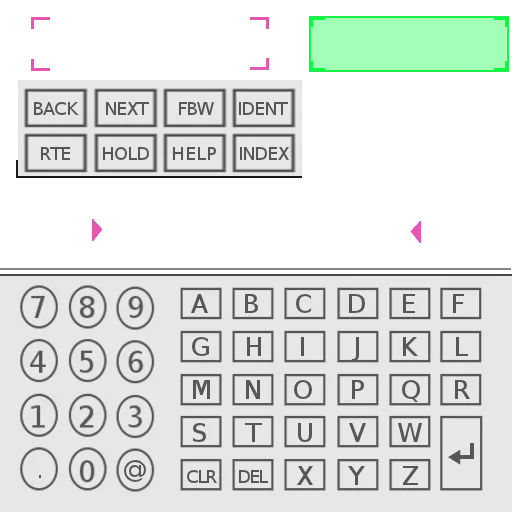 BACK NEXT FBW IDENT
RTE HOLD HELP INDEX
7 8 9 A B C D E F
4 5 6 G H I J K L
M N O P Q R
1 2 3 S T U V W
. 0 @ CLR DEL X Y Z